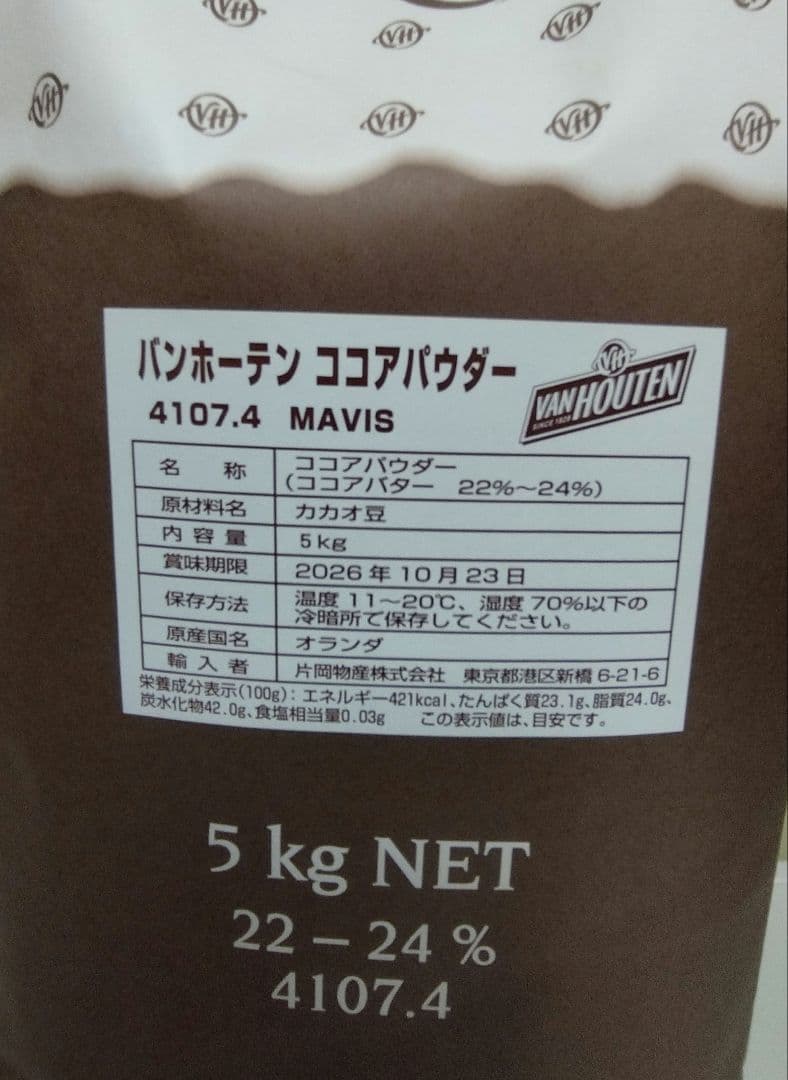 VH
VH
VH
VH
VH
VH
VH
VH
バンホーテン ココアパウダー
4107.4 MAVIS
VH
VAN HOUTEN
SINCE 1828
名 称 ココアパウダー
(ココアバター 22%～24%)
原材料名 カカオ豆
内容量 5kg
賞味期限 2026年10月23日
保存方法 温度 11～20℃、湿度 70%以下の
冷暗所で保存してください。
原産国名 オランダ
輸入者 片岡物産株式会社 東京都港区新橋 6-21-6
栄養成分表示(100g): エネルギー421kcal、たんぱく質23.1g、脂質24.0g、
炭水化物42.0g、食塩相当量0.03g この表示値は、目安です。
5 kg NET
22 – 24 %
4107.4